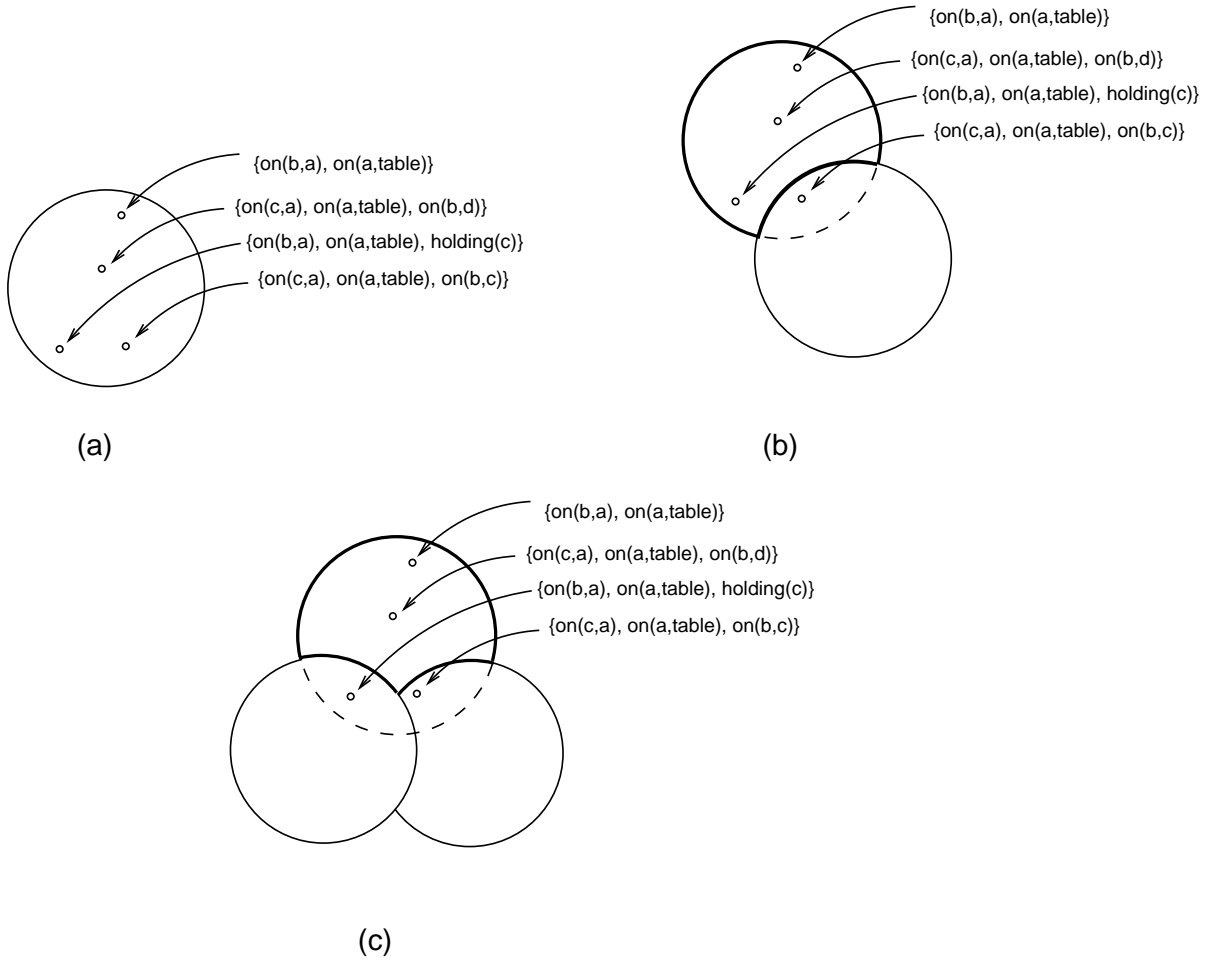 {on(b,a), on(a,table)}
{on(c,a), on(a,table), on(b,d)}
{on(b,a), on(a,table), holding(c)}
{on(c,a), on(a,table), on(b,c)}
(a)
{on(b,a), on(a,table)}
{on(c,a), on(a,table), on(b,d)}
{on(b,a), on(a,table), holding(c)}
{on(c,a), on(a,table), on(b,c)}
(b)
{on(b,a), on(a,table)}
{on(c,a), on(a,table), on(b,d)}
{on(b,a), on(a,table), holding(c)}
{on(c,a), on(a,table), on(b,c)}
(c)